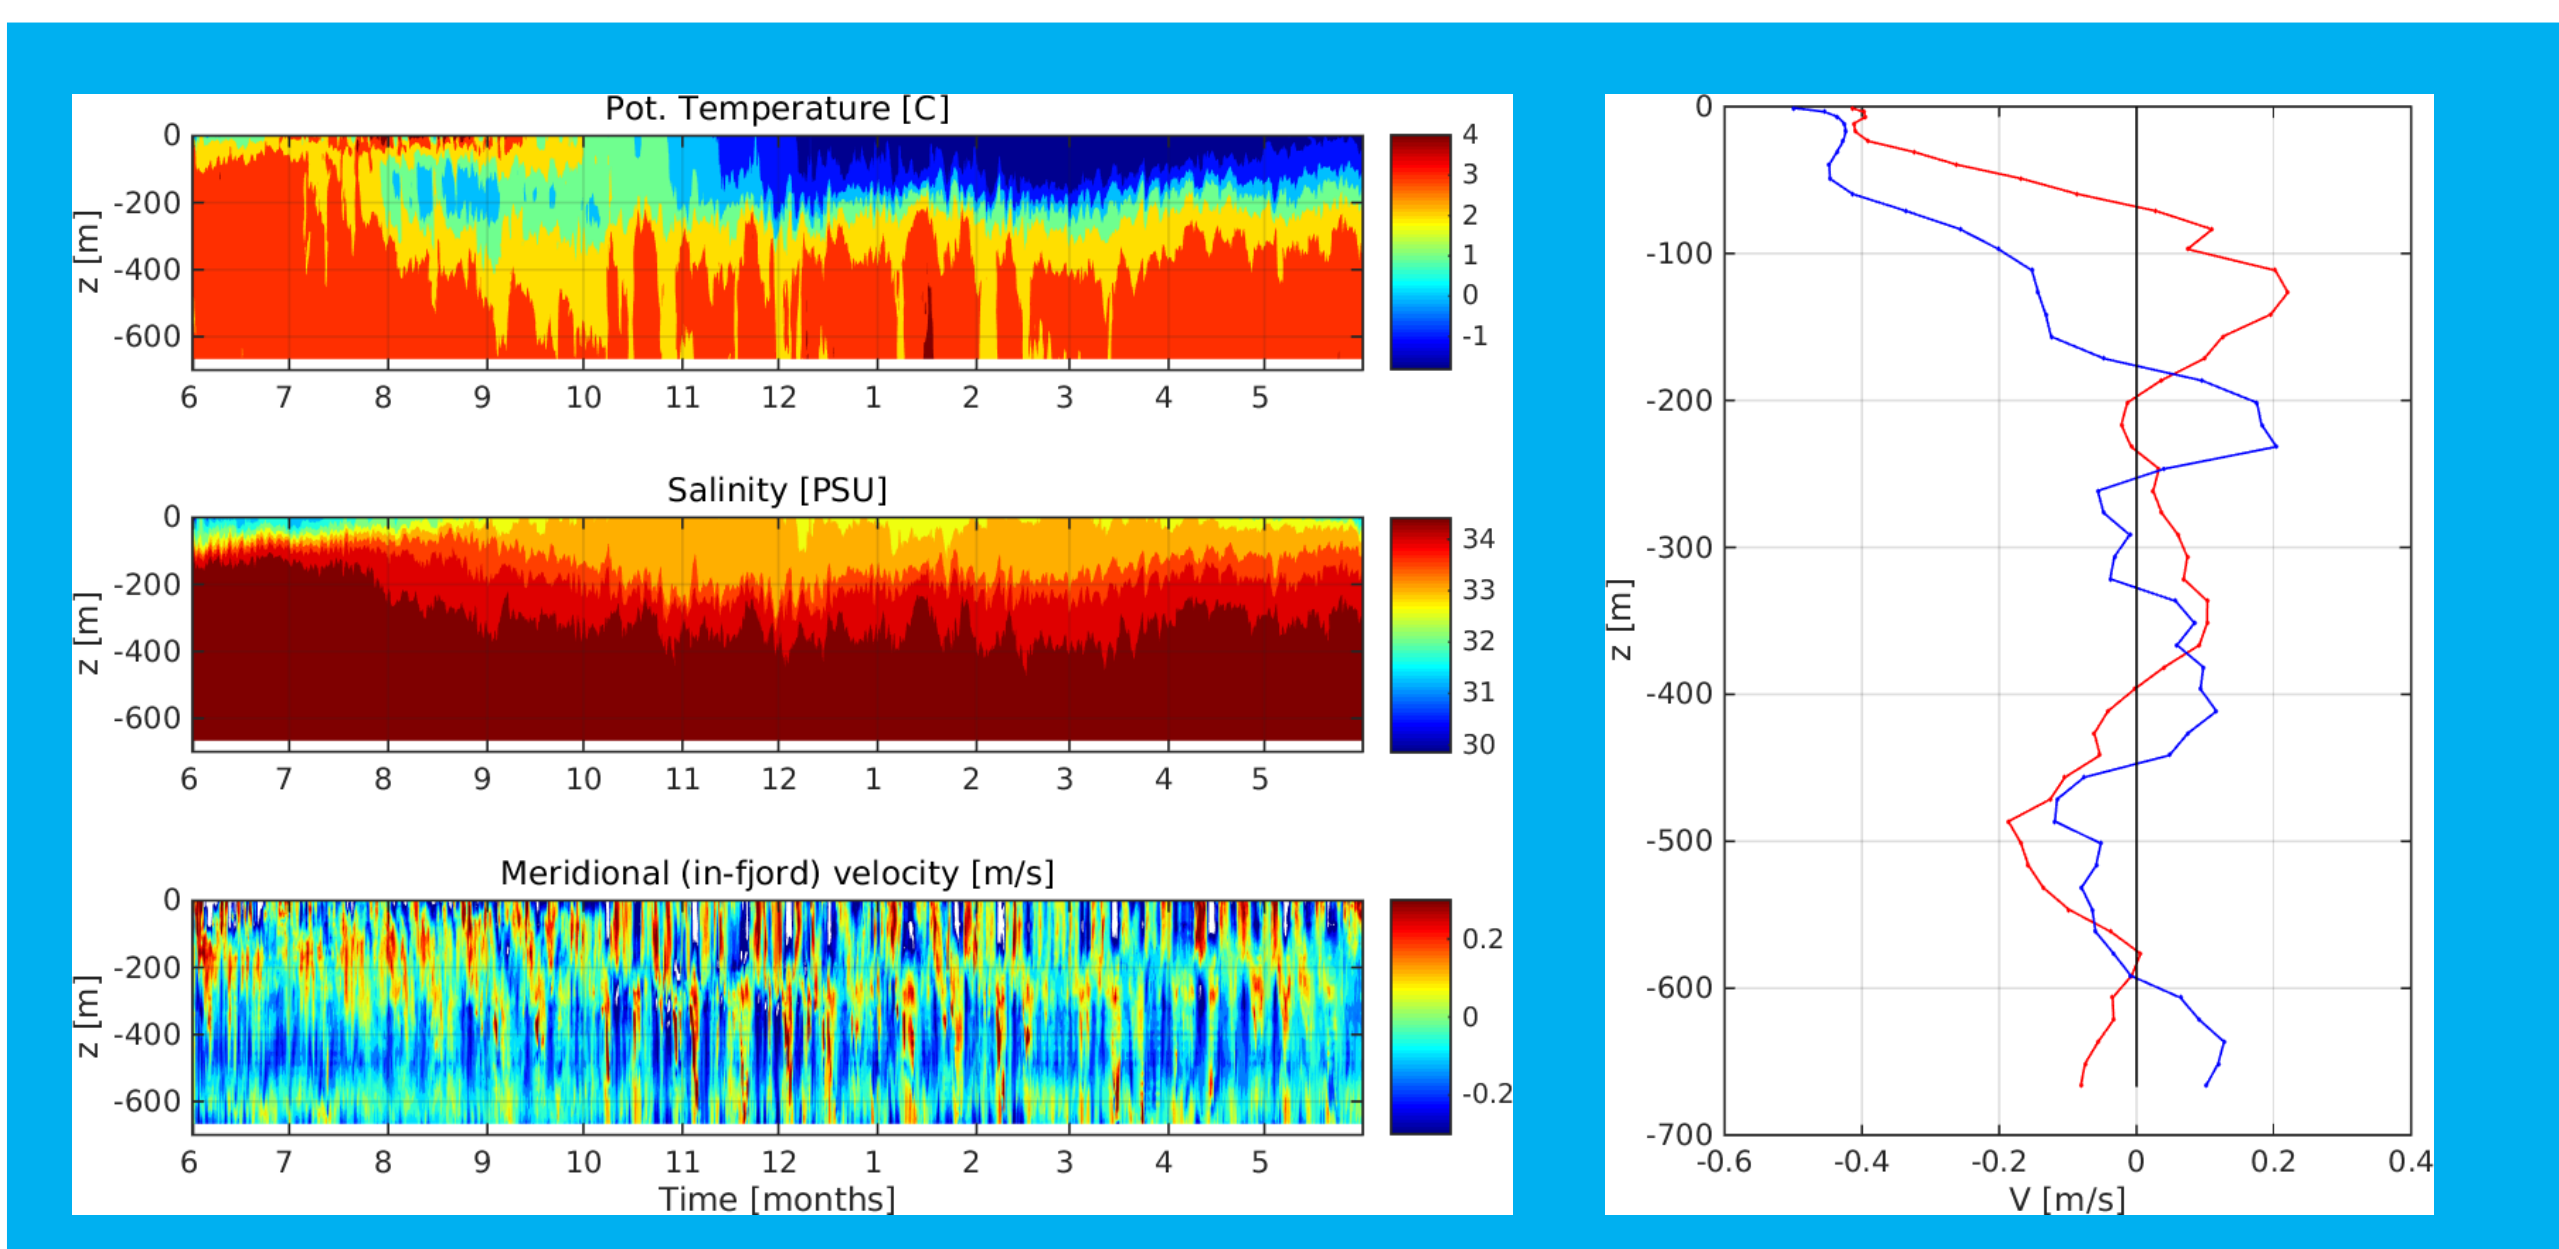 Pot. Temperature [C]
0
-200
-400
-600
z [m]
6 7 8 9 10 11 12 1 2 3 4 5
4
3
2
1
0
-1
Salinity [PSU]
0
-200
-400
-600
z [m]
6 7 8 9 10 11 12 1 2 3 4 5
34
33
32
31
30
Meridional (in-fjord) velocity [m/s]
0
-200
-400
-600
z [m]
6 7 8 9 10 11 12 1 2 3 4 5
Time [months]
0.2
0
-0.2
0
-100
-200
-300
-400
-500
-600
-700
z [m]
-0.6 -0.4 -0.2 0 0.2 0.4
V [m/s]